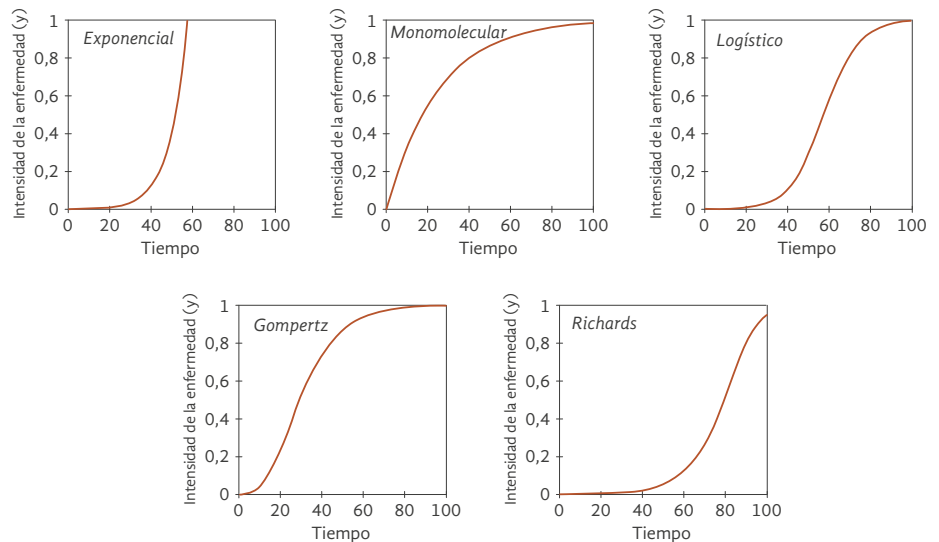 Intensidad de la enfermedad (y)
1
0,8
0,6
0,4
0,2
0
Exponencial
0 20 40 60 80 100
Tiempo
Intensidad de la enfermedad (y)
1
0,8
0,6
0,4
0,2
0
Monomolecular
0 20 40 60 80 100
Tiempo
Intensidad de la enfermedad (y)
1
0,8
0,6
0,4
0,2
0
Logístico
0 20 40 60 80 100
Tiempo
Intensidad de la enfermedad (y)
1
0,8
0,6
0,4
0,2
0
Gompertz
0 20 40 60 80 100
Tiempo
Intensidad de la enfermedad (y)
1
0,8
0,6
0,4
0,2
0
Richards
0 20 40 60 80 100
Tiempo